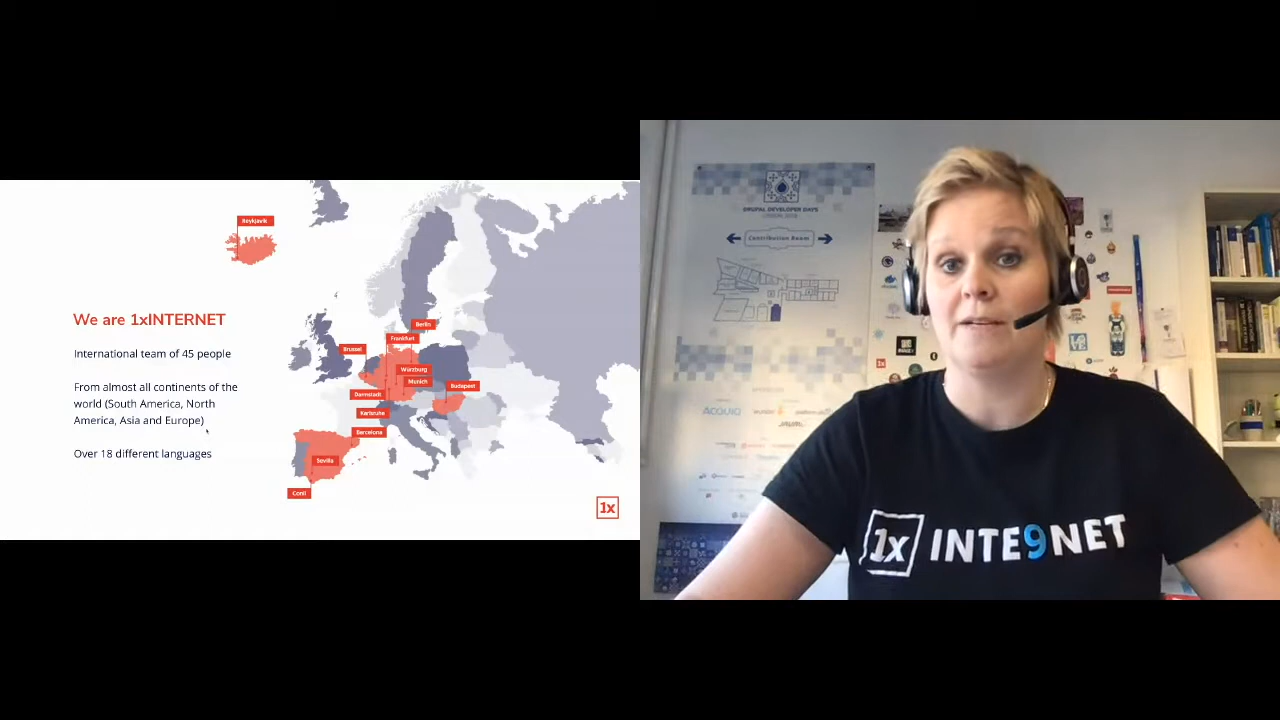 Reykjavik
We are 1xINTERNET
International team of 45 people
From almost all continents of the
world (South America, North
America, Asia and Europe)
Over 18 different languages
Berlin
Frankfurt
Brussel
Würzburg
Munich
Budapest
Darmstadt
Karlsruhe
Barcelona
Sevilla
Conil
1x
DRUPAL DEVELOPER DAYS
Contribution Room
ACQUIA
1x INTE9NET